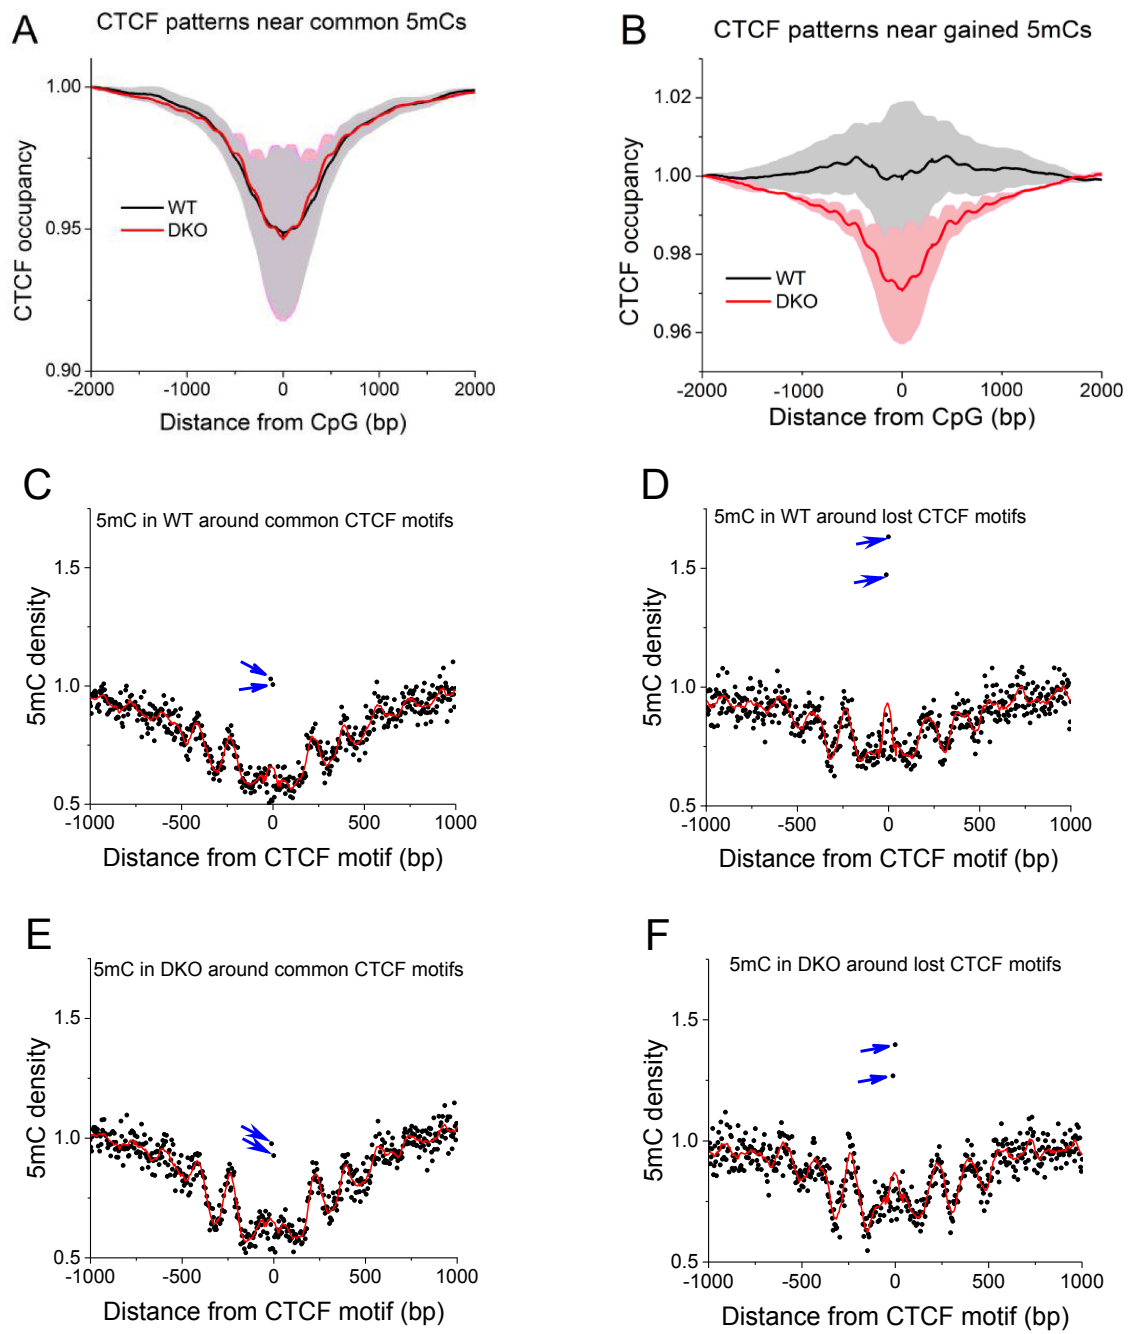 A
CTCF patterns near common 5mCs
1.00
0.95
0.90
CTCF occupancy
WT
DKO
-2000
-1000
0
1000
2000
Distance from CpG (bp)
B
CTCF patterns near gained 5mCs
1.02
1.00
0.98
0.96
CTCF occupancy
WT
DKO
-2000
-1000
0
1000
2000
Distance from CpG (bp)
C
5mC in WT around common CTCF motifs
1.5
1.0
0.5
5mC density
-1000
-500
0
500
1000
Distance from CTCF motif (bp)
D
5mC in WT around lost CTCF motifs
1.5
1.0
0.5
5mC density
-1000
-500
0
500
1000
Distance from CTCF motif (bp)
E
5mC in DKO around common CTCF motifs
1.5
1.0
0.5
5mC density
-1000
-500
0
500
1000
Distance from CTCF motif (bp)
F
5mC in DKO around lost CTCF motifs
1.5
1.0
0.5
5mC density
-1000
-500
0
500
1000
Distance from CTCF motif (bp)